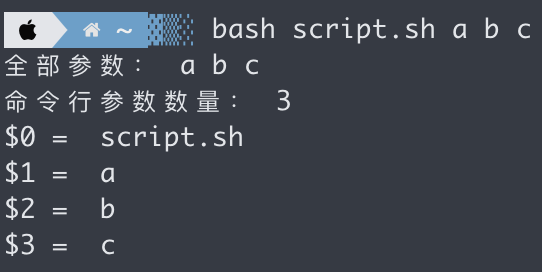 ~ bash script.sh a b c
全部参数： a b c
命令行参数数量： 3
$0 = script.sh
$1 = a
$2 = b
$3 = c